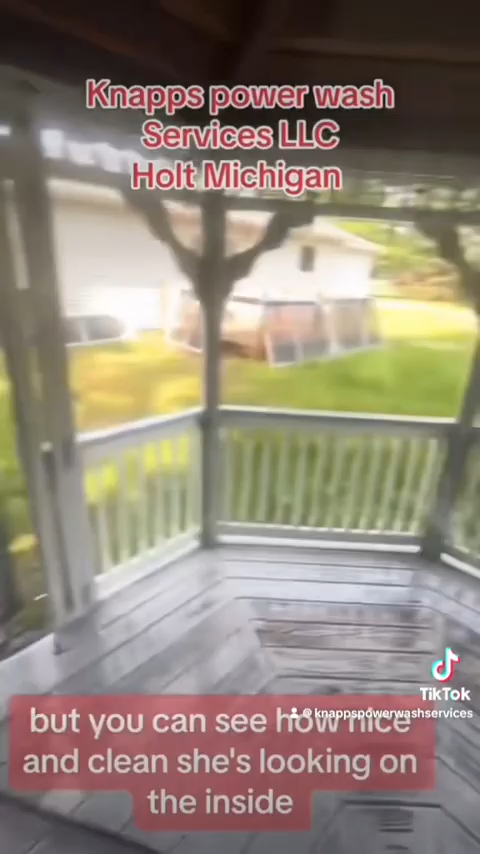 Knapps power wash
Services LLC
Holt Michigan
TikTok
@knappspowerwashservices
but you can see how nice
and clean she's looking on
the inside